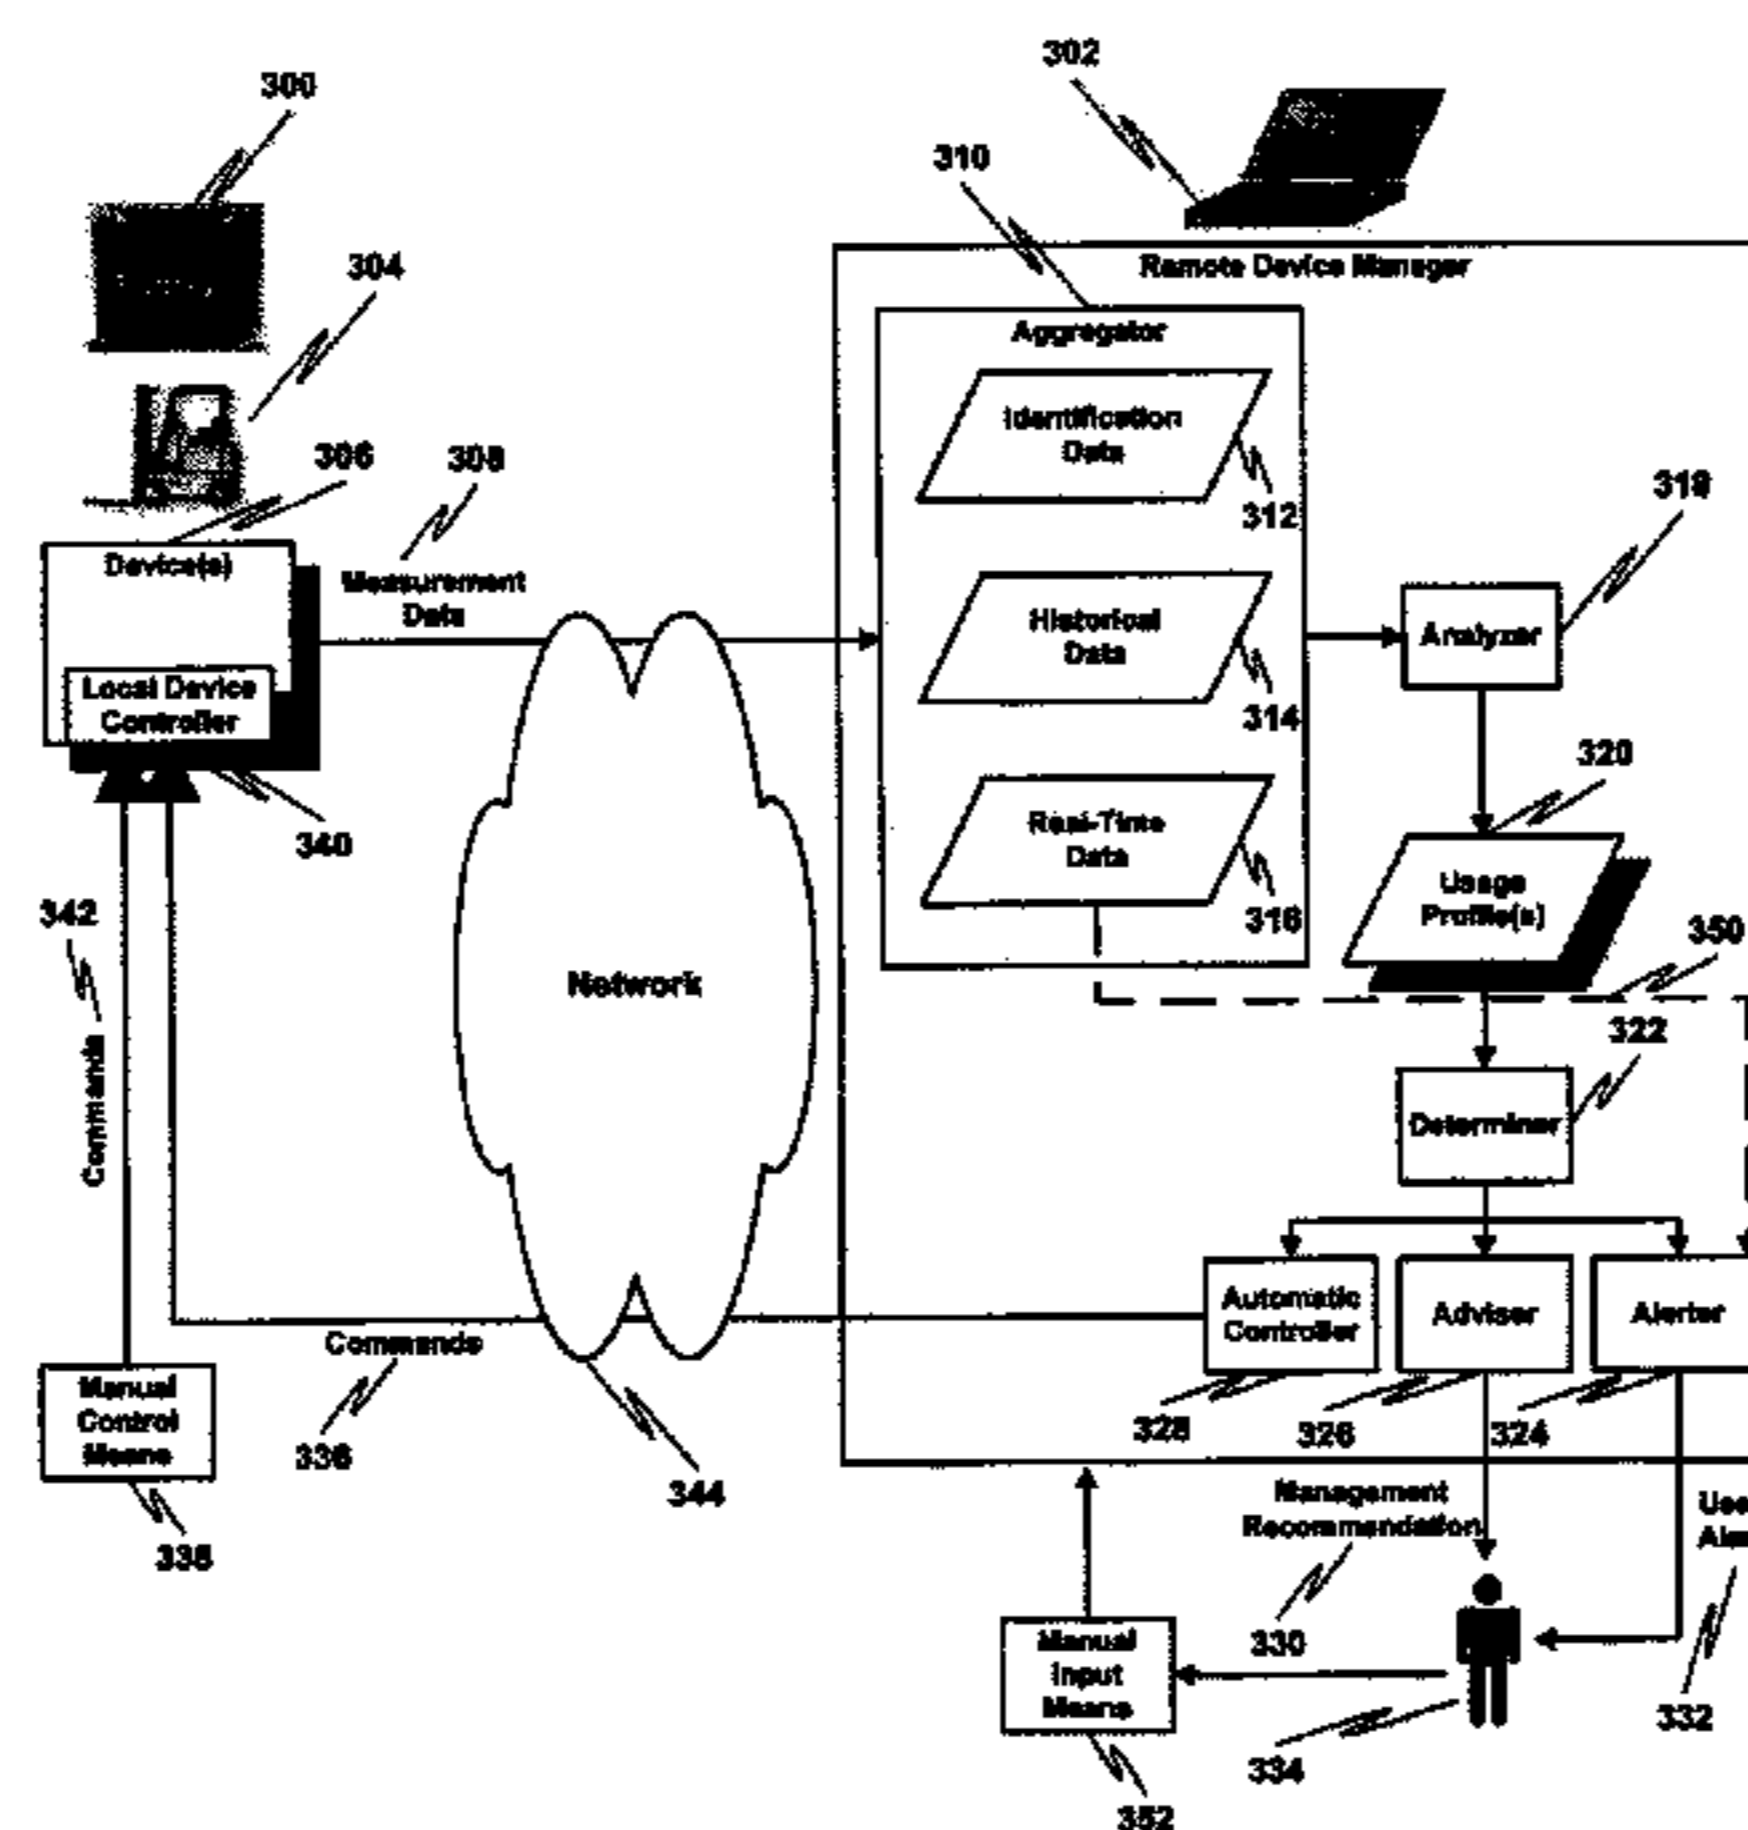 300
302
310
304
Remote Device Manager
Aggregator
Identification
Data
306
308
312
319
Device(s)
Measurement
Data
Historical
Data
Analyzer
Local Device
Controller
314
320
340
Real-Time
Data
316
Usage
Profile(s)
342
350
Network
322
Commands
Determiner
Automatic
Controller
Adviser
Alerter
Commands
Manual
Control
Means
336
328
326
324
344
338
Management
Recommendation
330
Manual
Input
Means
332
334
352